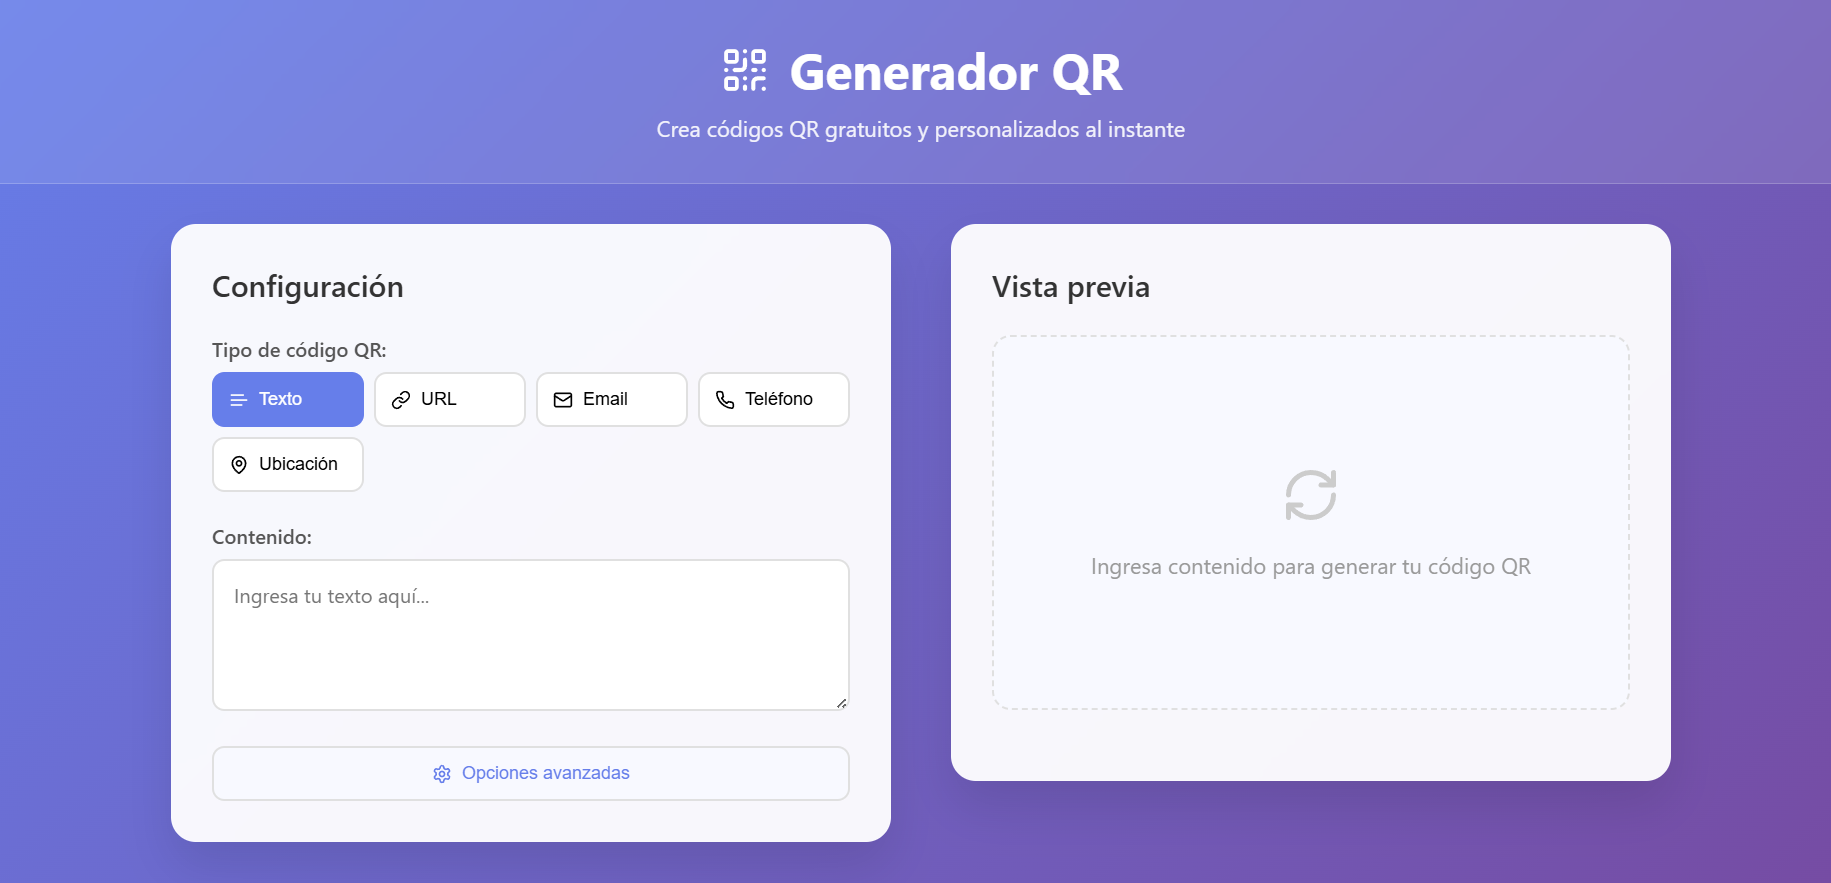 Generador QR
Crea códigos QR gratuitos y personalizados al instante
Configuración
Tipo de código QR:
Texto
URL
Email
Teléfono
Ubicación
Contenido:
Ingresa tu texto aquí...
Opciones avanzadas
Vista previa
Ingresa contenido para generar tu código QR